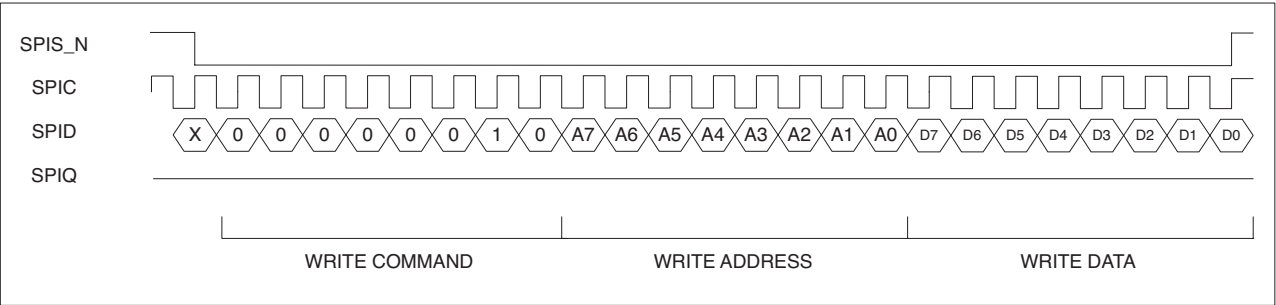 SPIS_N
SPIC
SPID X 0 0 0 0 0 0 1 0 A7 A6 A5 A4 A3 A2 A1 A0 D7 D6 D5 D4 D3 D2 D1 D0
SPIQ
WRITE COMMAND WRITE ADDRESS WRITE DATA